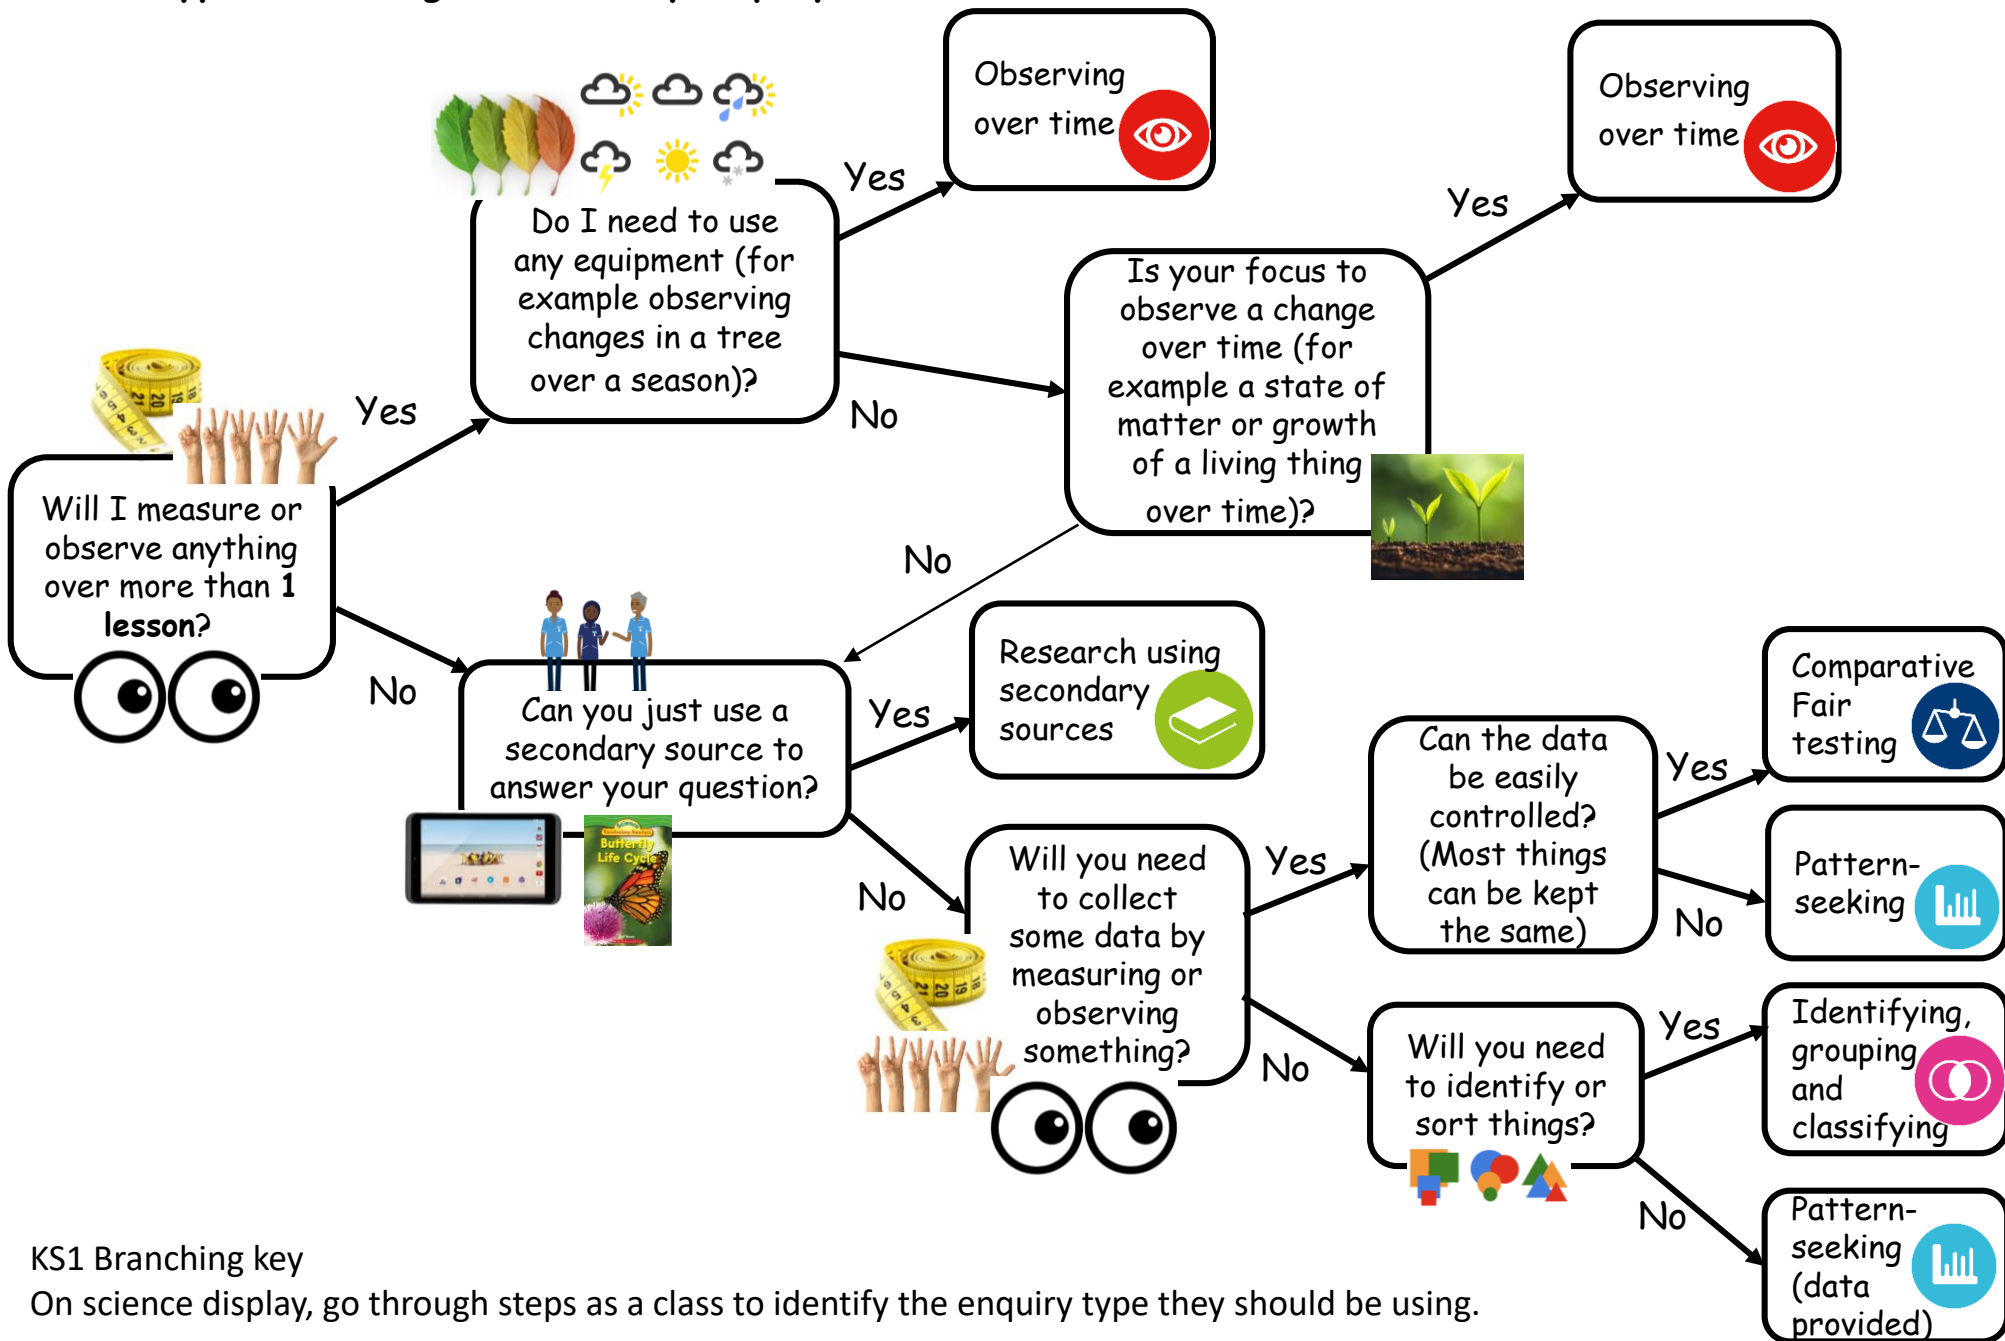 Observing
over time
Observing
over time
Yes
Yes
Do I need to use
any equipment (for
example observing
changes in a tree
over a season)?
Is your focus to
observe a change
over time (for
example a state of
matter or growth
of a living thing
over time)?
Yes
No
Will I measure or
observe anything
over more than 1
lesson?
No
No
Can you just use a
secondary source to
answer your question?
Yes
Research using
secondary
sources
Butterfly
Life Cycle
No
Will you need
to collect
some data by
measuring or
observing
something?
Yes
No
Can the data
be easily
controlled?
(Most things
can be kept
the same)
Yes
No
Comparative
Fair
testing
Pattern-
seeking
Will you need
to identify or
sort things?
Yes
No
Identifying,
grouping
and
classifying
Pattern-
seeking
(data
provided)
KS1 Branching key
On science display, go through steps as a class to identify the enquiry type they should be using.